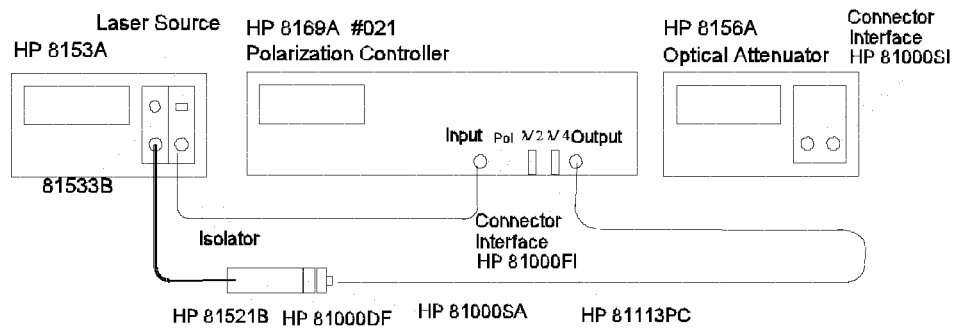 Laser Source
HP 8153A
HP 8169A #021
Polarization Controller
HP 8156A
Optical Attenuator
Connector
Interface
HP 81000SI
Input Pol λ/2 λ/4 Output
81533B
Isolator
Connector
Interface
HP 81000FI
HP 81521B HP 81000DF HP 81000SA HP 81113PC